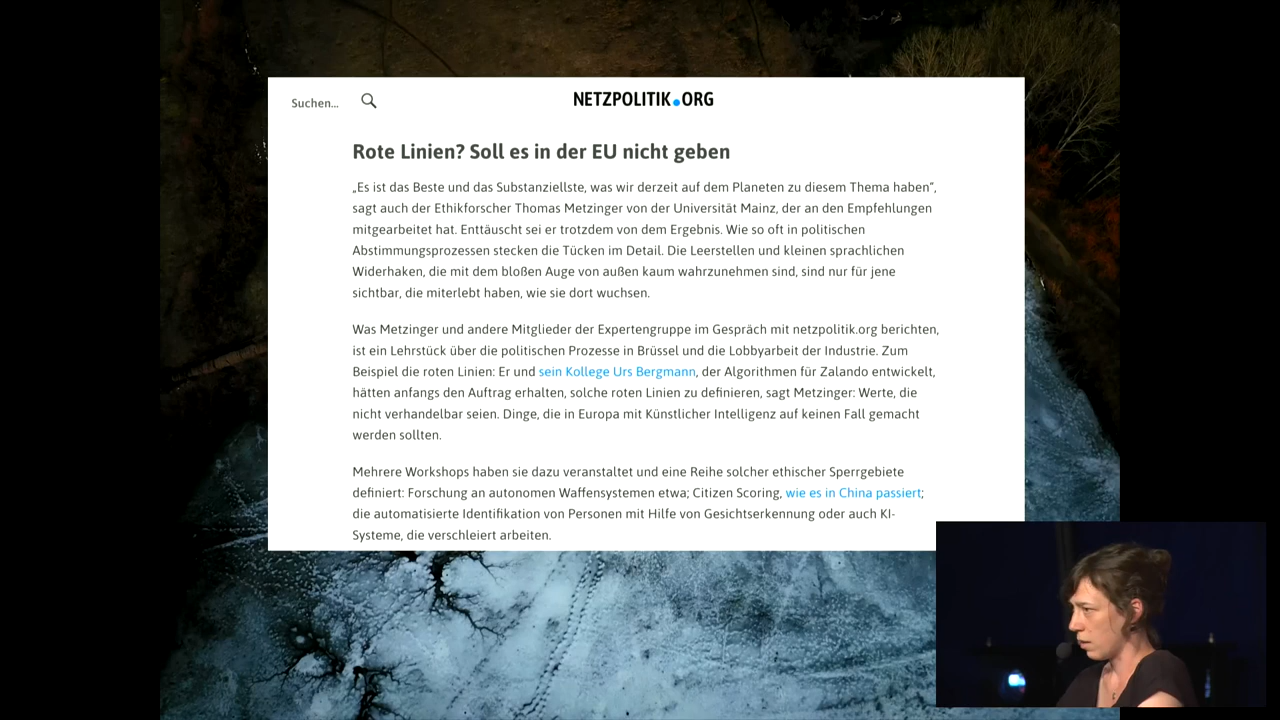 Suchen...
NETZPOLITIK.ORG
Rote Linien? Soll es in der EU nicht geben
„Es ist das Beste und das Substanziellste, was wir derzeit auf dem Planeten zu diesem Thema haben“,
sagt auch der Ethikforscher Thomas Metzinger von der Universität Mainz, der an den Empfehlungen
mitgearbeitet hat. Enttäuscht sei er trotzdem von dem Ergebnis. Wie so oft in politischen
Abstimmungsprozessen stecken die Tücken im Detail. Die Leerstellen und kleinen sprachlichen
Widerhaken, die mit dem bloßen Auge von außen kaum wahrzunehmen sind, sind nur für jene
sichtbar, die miterlebt haben, wie sie dort wuchsen.
Was Metzinger und andere Mitglieder der Expertengruppe im Gespräch mit netzpolitik.org berichten,
ist ein Lehrstück über die politischen Prozesse in Brüssel und die Lobbyarbeit der Industrie. Zum
Beispiel die roten Linien: Er und sein Kollege Urs Bergmann, der Algorithmen für Zalando entwickelt,
hätten anfangs den Auftrag erhalten, solche roten Linien zu definieren, sagt Metzinger: Werte, die
nicht verhandelbar seien. Dinge, die in Europa mit Künstlicher Intelligenz auf keinen Fall gemacht
werden sollten.
Mehrere Workshops haben sie dazu veranstaltet und eine Reihe solcher ethischer Sperrgebiete
definiert: Forschung an autonomen Waffensystemen etwa; Citizen Scoring, wie es in China passiert;
die automatisierte Identifikation von Personen mit Hilfe von Gesichtserkennung oder auch KI-
Systeme, die verschleiert arbeiten.